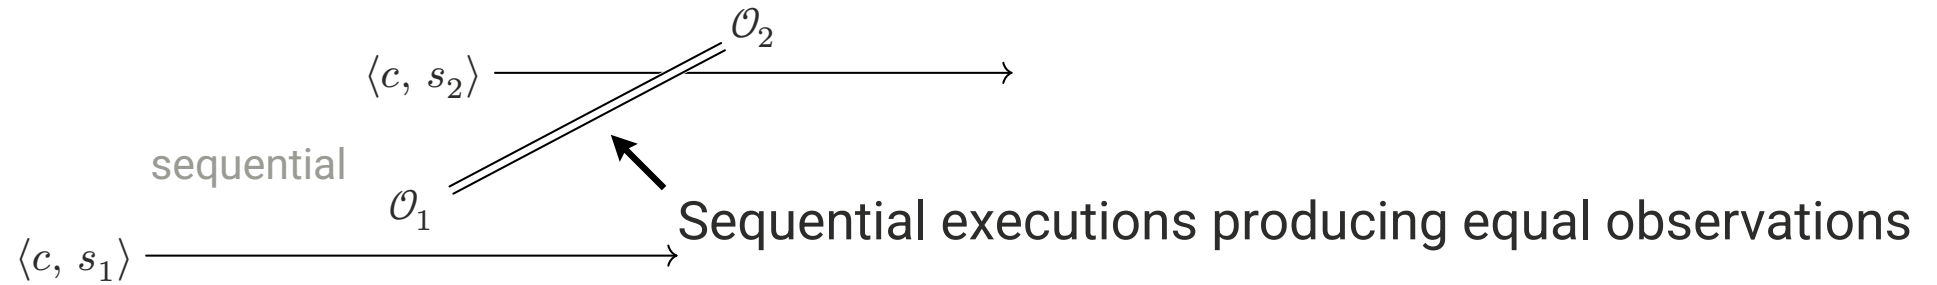 𝒪₂
⟨c, s₂⟩
sequential
𝒪₁
Sequential executions producing equal observations
⟨c, s₁⟩